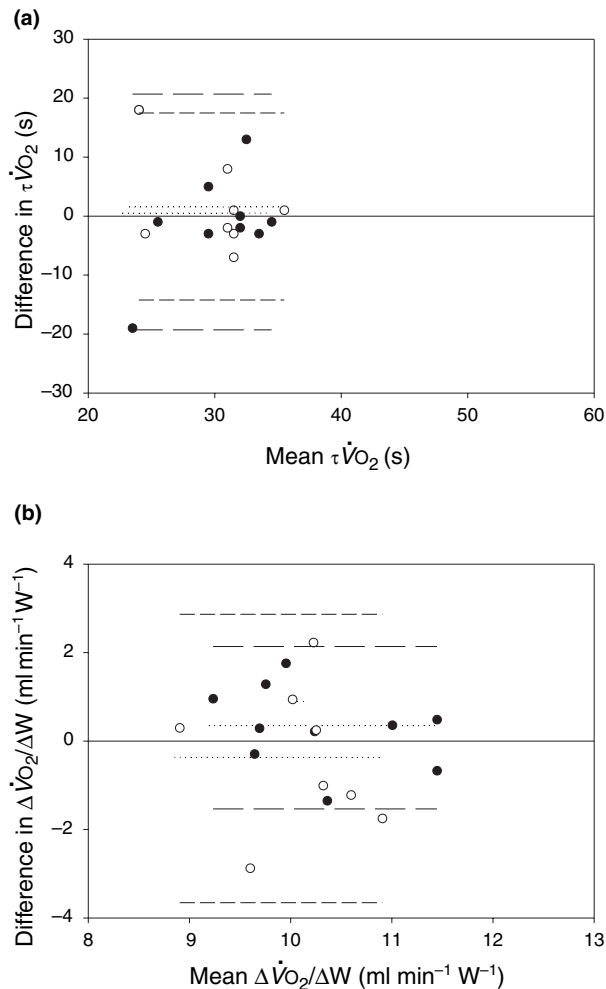 (a)
30
20
10
0
−10
−20
−30
20 30 40 50 60
Difference in τV̇O₂ (s)
Mean τV̇O₂ (s)
(b)
4
2
0
−2
−4
8 9 10 11 12 13
Difference in ΔV̇O₂/ΔW (ml min⁻¹ W⁻¹)
Mean ΔV̇O₂/ΔW (ml min⁻¹ W⁻¹)